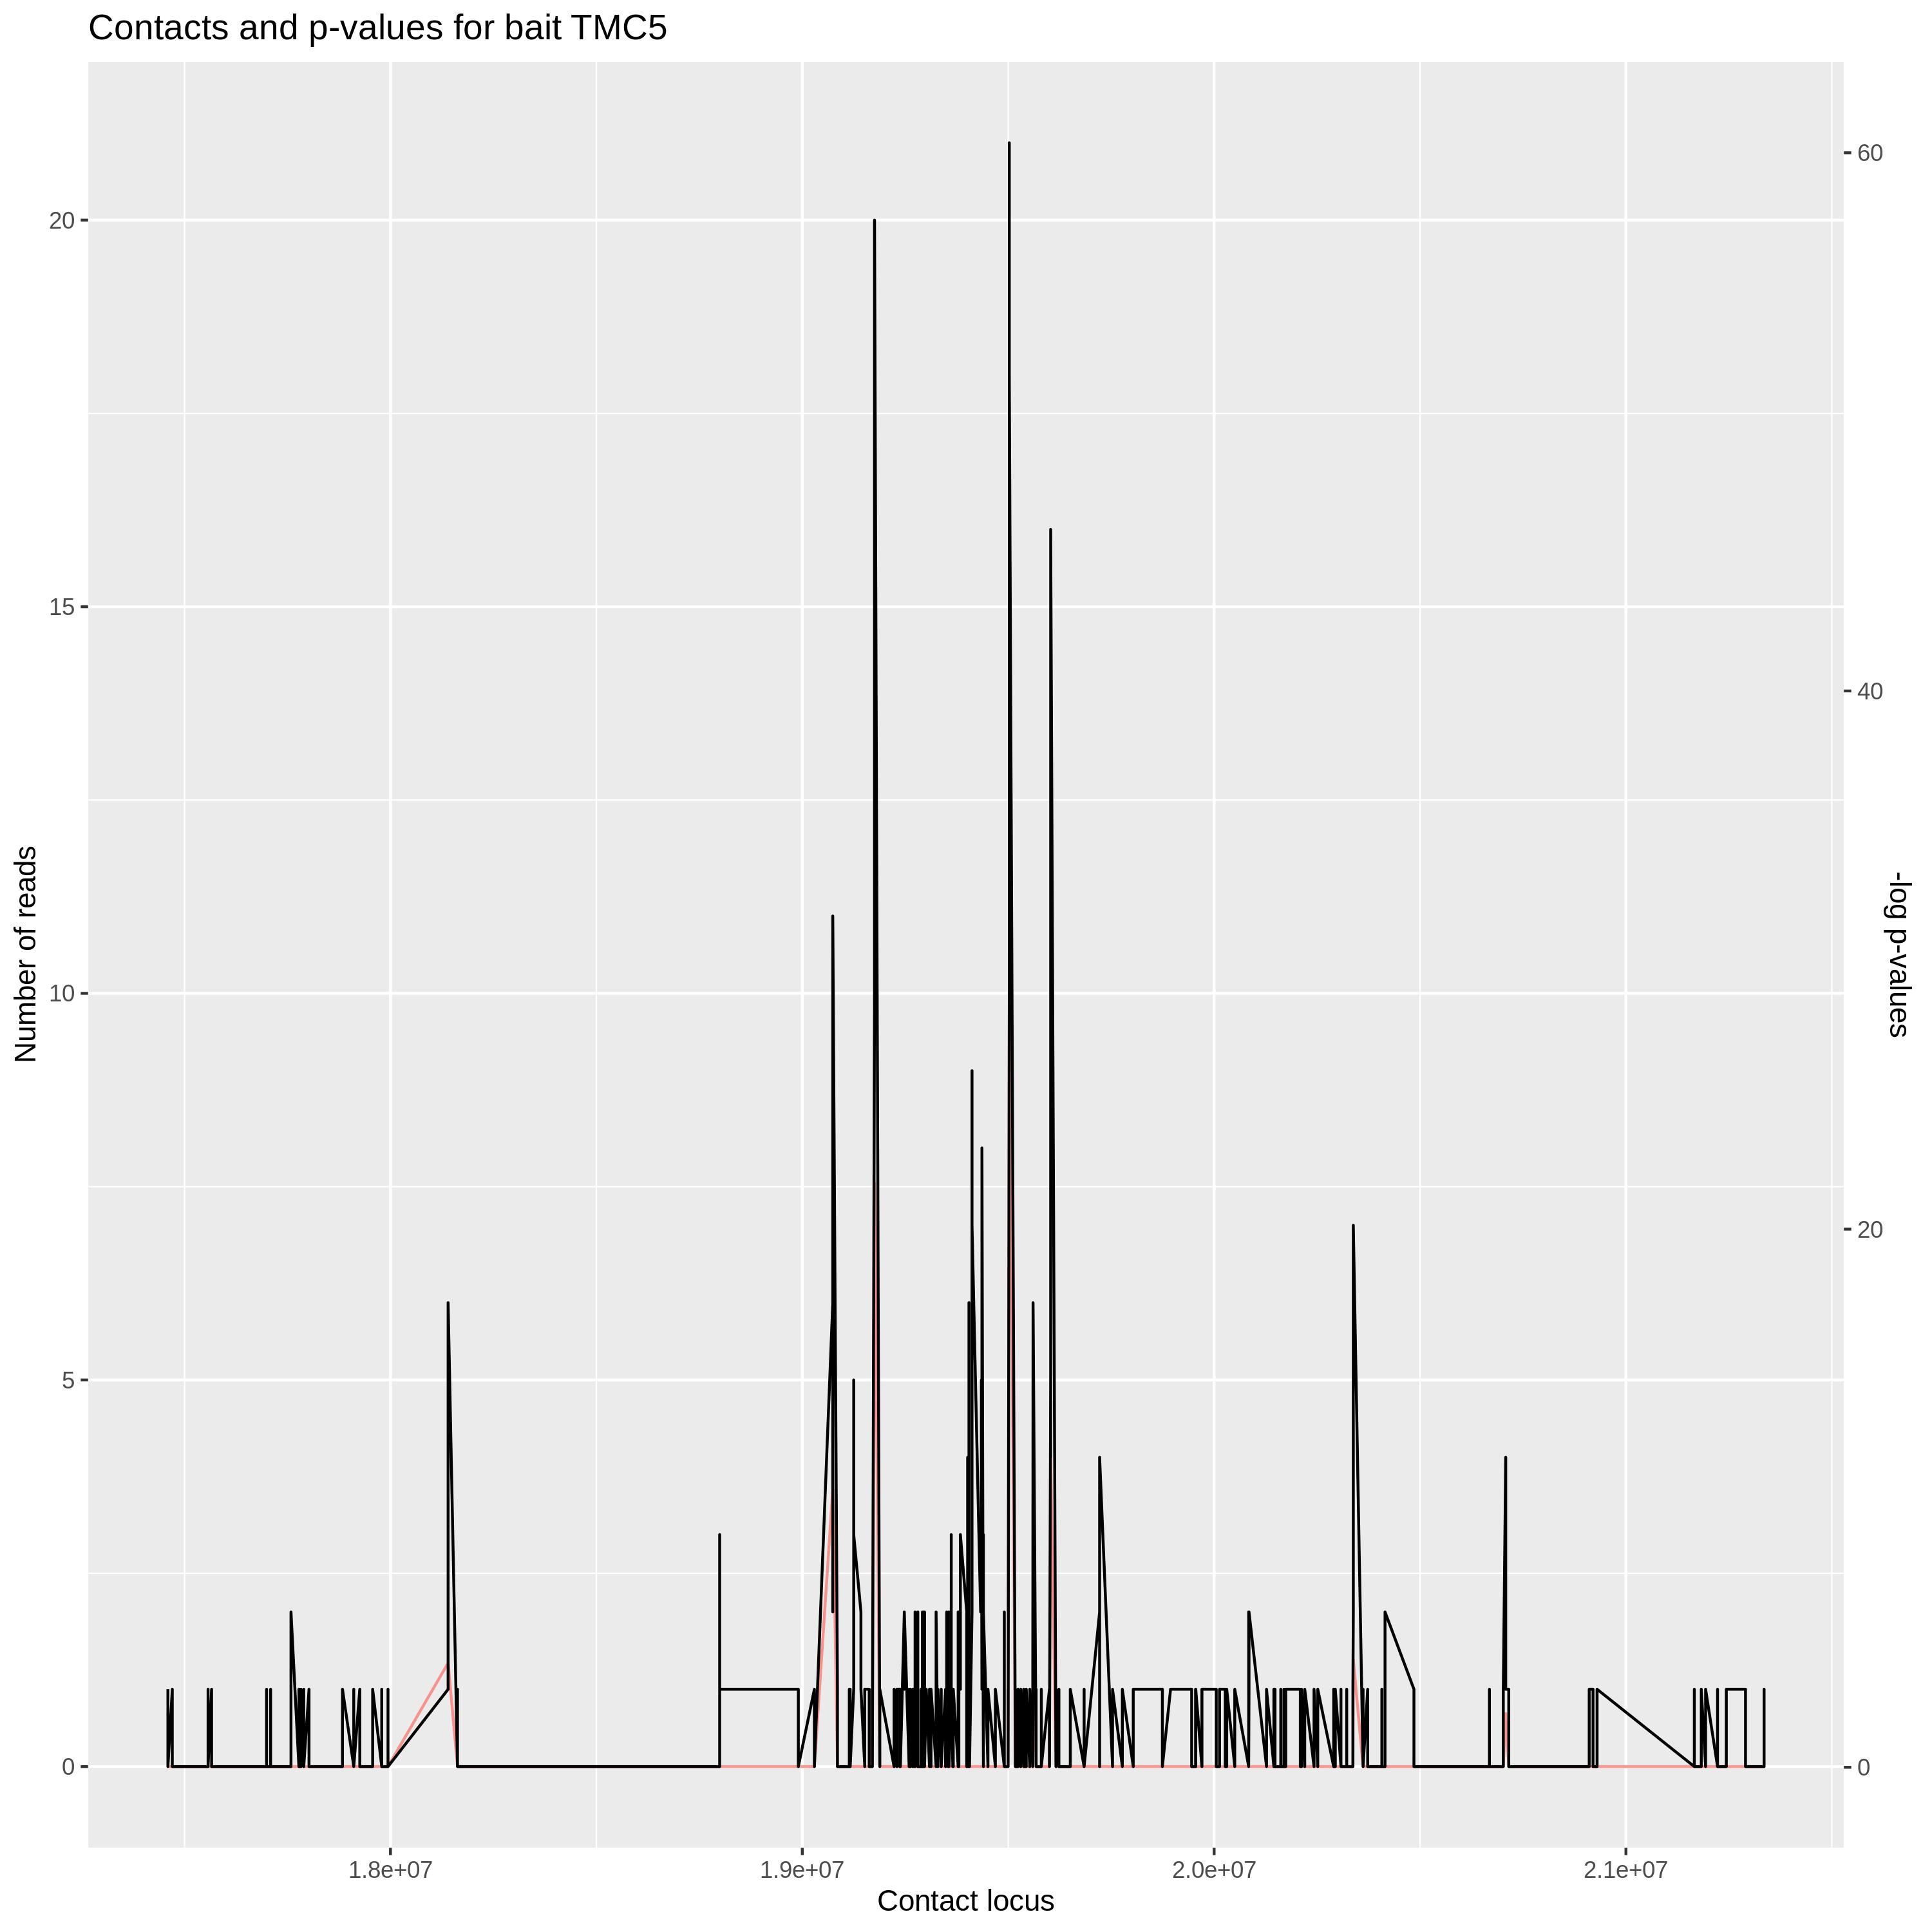 Contacts and p-values for bait TMC5
Number of reads
20
15
10
5
0
60
40
20
0
-log p-values
1.8e+07 1.9e+07 2.0e+07 2.1e+07
Contact locus